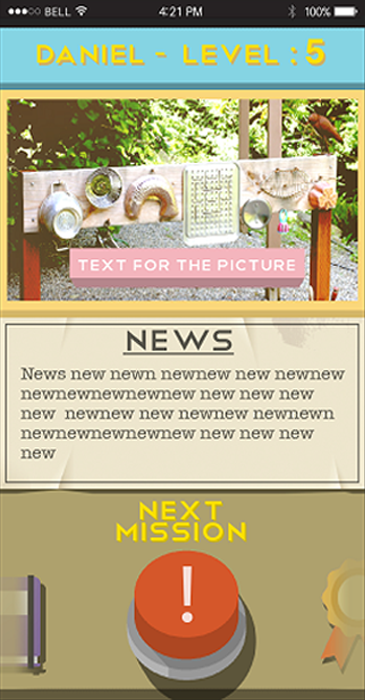 BELL 4:21 PM 100%
DANIEL - LEVEL : 5
TEXT FOR THE PICTURE
NEWS
News new newn newnew new newnew
newnewnewnewnew new new new
new newnew new newnew newnewn
newnewnewnewnew new new new
new
NEXT
MISSION
!